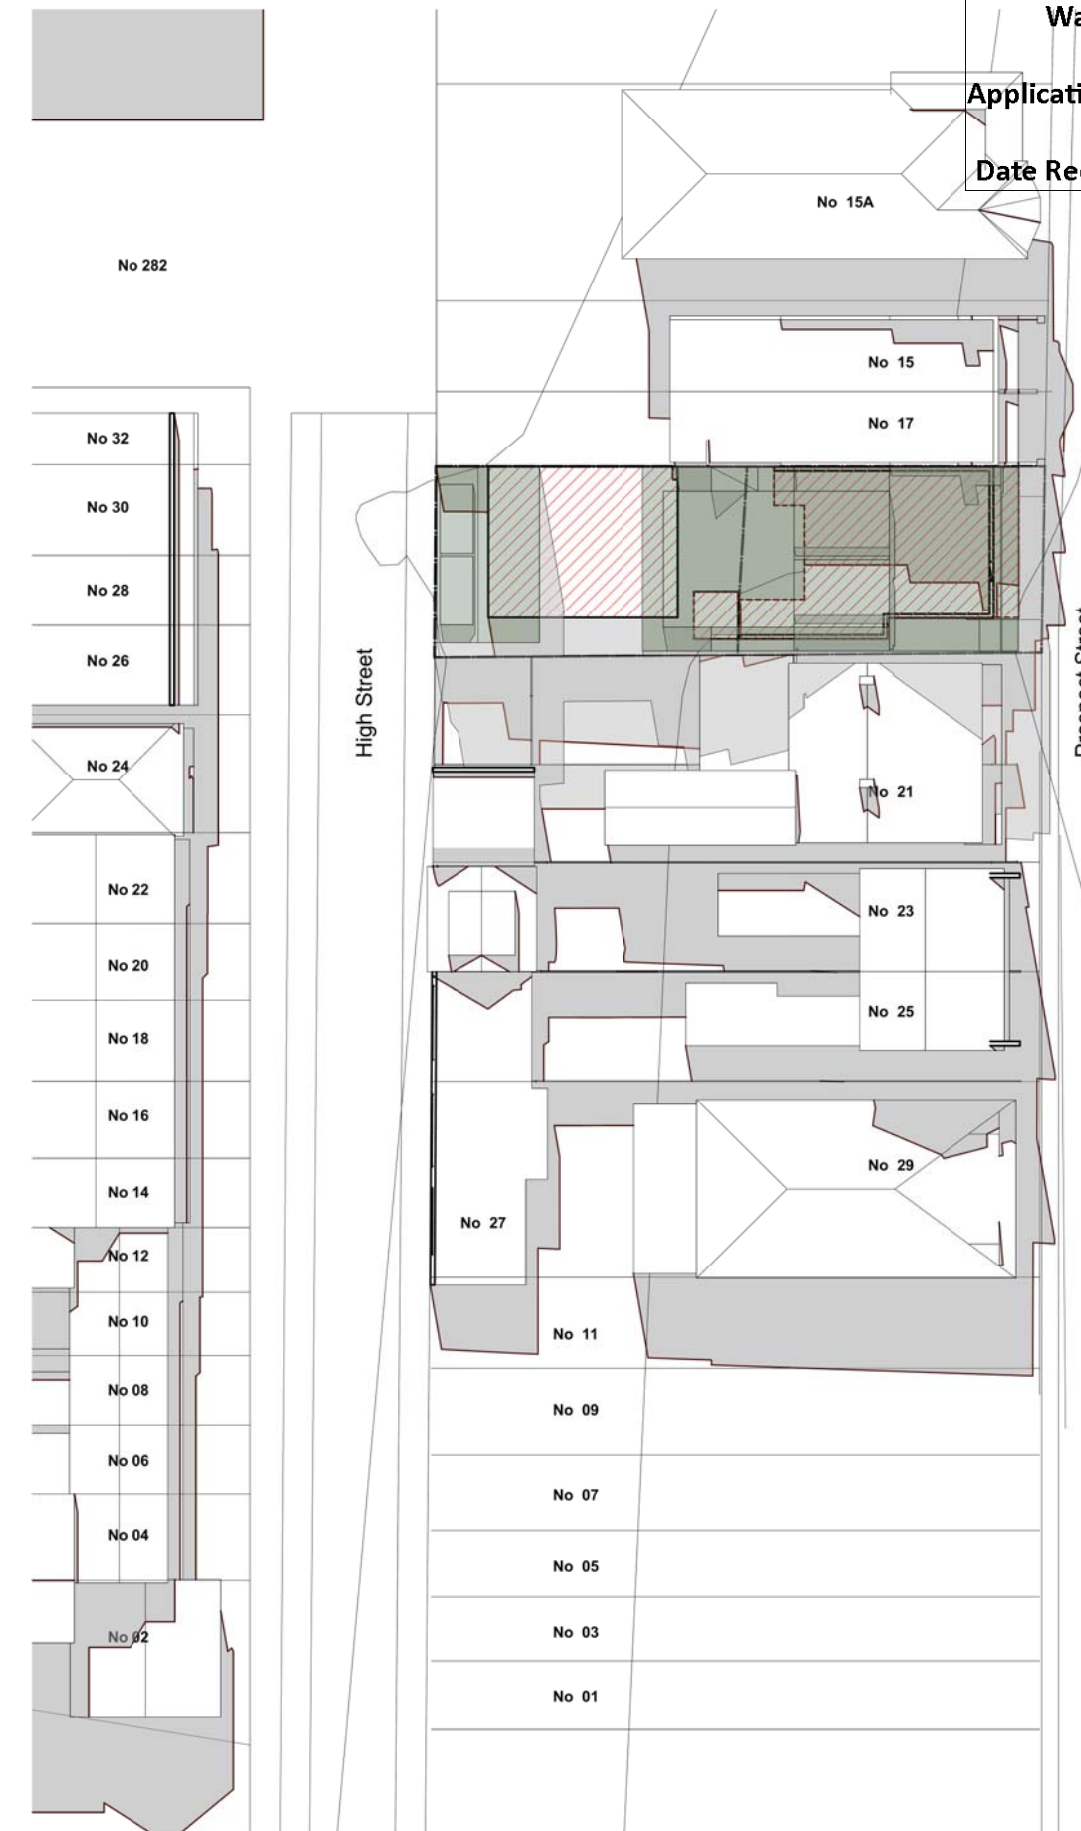 Wa
Applicati
Date Re
No 15A
No 282
No 15
No 17
No 32
No 30
No 28
No 26
High Street
No 24
No 21
No 22
No 23
No 20
No 25
No 18
No 16
No 29
No 14
No 27
No 12
No 10
No 11
No 08
No 09
No 06
No 07
No 04
No 05
No 03
No 02
No 01